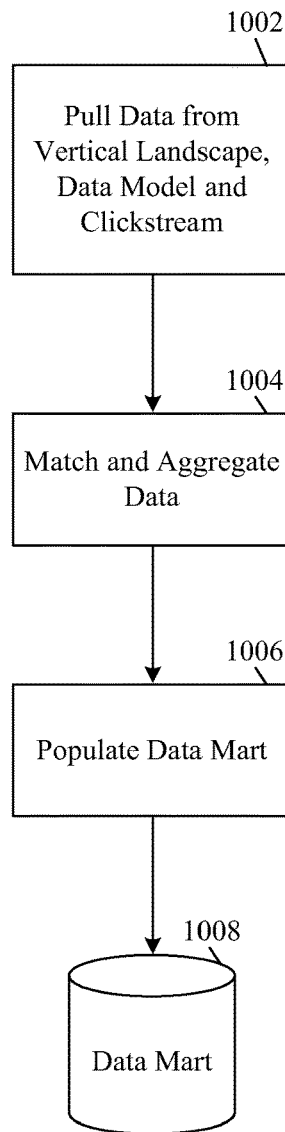 1002
Pull Data from
Vertical Landscape,
Data Model and
Clickstream
1004
Match and Aggregate
Data
1006
Populate Data Mart
1008
Data Mart